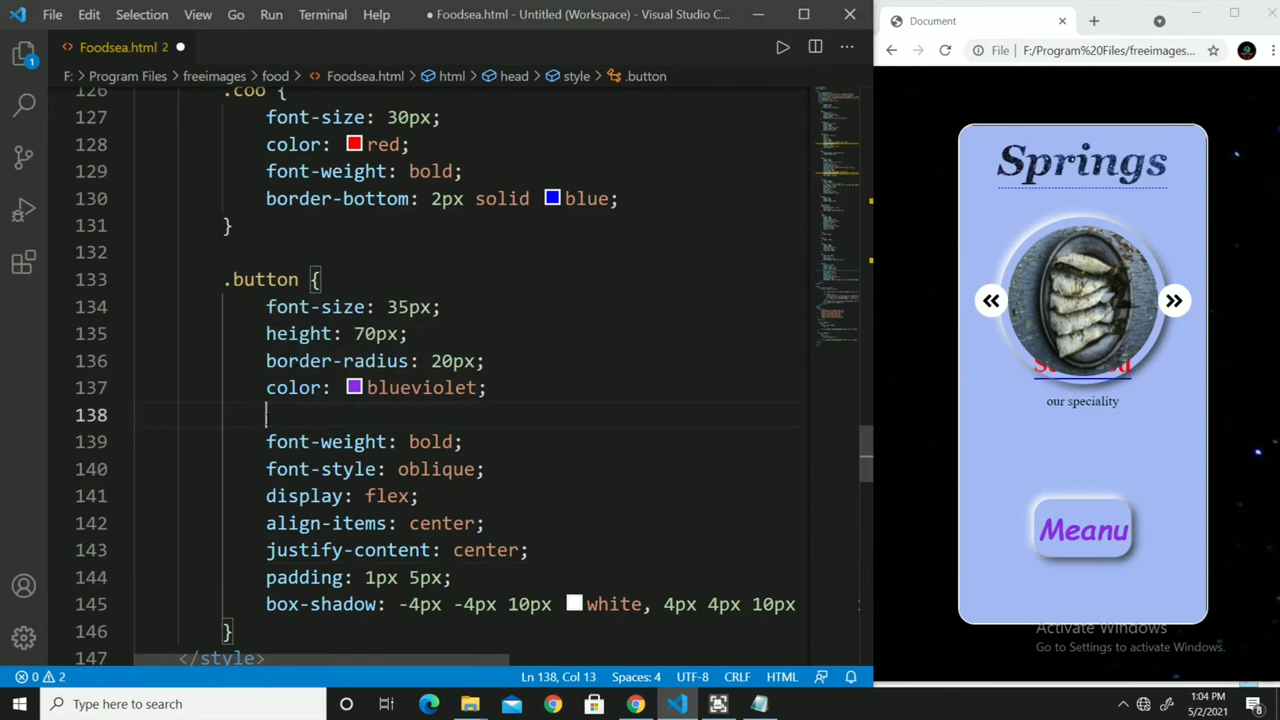 File Edit Selection View Go Run Terminal Help ● Foodsea.html - Untitled (Workspace) - Visual Studio C...
Foodsea.html 2
F: > Program Files > freeimages > food > Foodsea.html > html > head > style > .button
126 .coo {
127 font-size: 30px;
128 color: red;
129 font-weight: bold;
130 border-bottom: 2px solid blue;
131 }
132
133 .button {
134 font-size: 35px;
135 height: 70px;
136 border-radius: 20px;
137 color: blueviolet;
138
139 font-weight: bold;
140 font-style: oblique;
141 display: flex;
142 align-items: center;
143 justify-content: center;
144 padding: 1px 5px;
145 box-shadow: -4px -4px 10px white, 4px 4px 10px
146 }
147 </style>
1
0 2 Ln 138, Col 13 Spaces: 4 UTF-8 CRLF HTML
Document
File F:/Program%20Files/freeimages...
Springs
our speciality
Meanu
Activate Windows
Go to Settings to activate Windows.
Type here to search
1:04 PM
5/2/2021
8